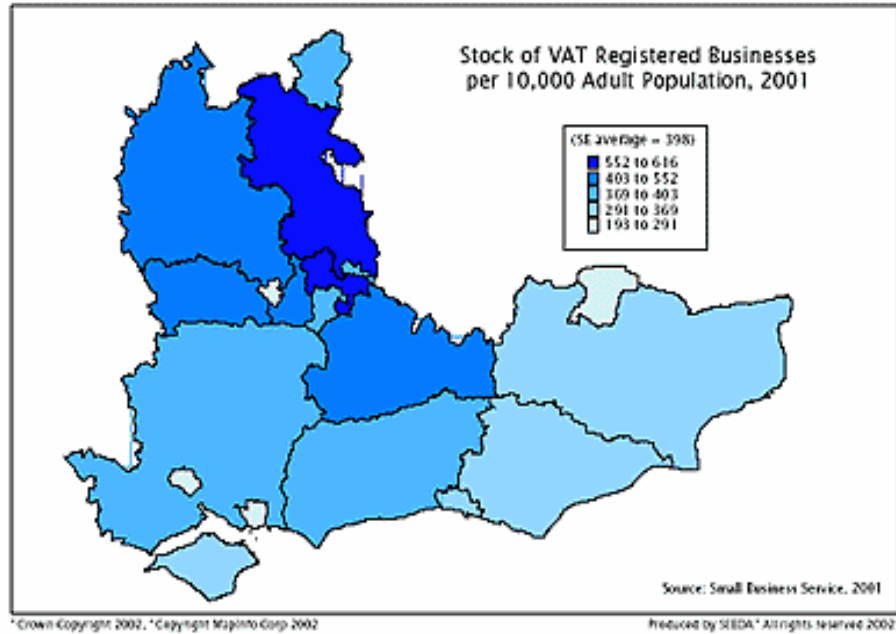 Stock of VAT Registered Businesses
per 10,000 Adult Population, 2001
(SE average = 398)
552 to 616
403 to 552
369 to 403
291 to 369
193 to 291
Source: Small Business Service, 2001
"Crown Copyright 2002, "Copyright MapInfo Corp 2002
Produced by SEEDA" All rights reserved 2002